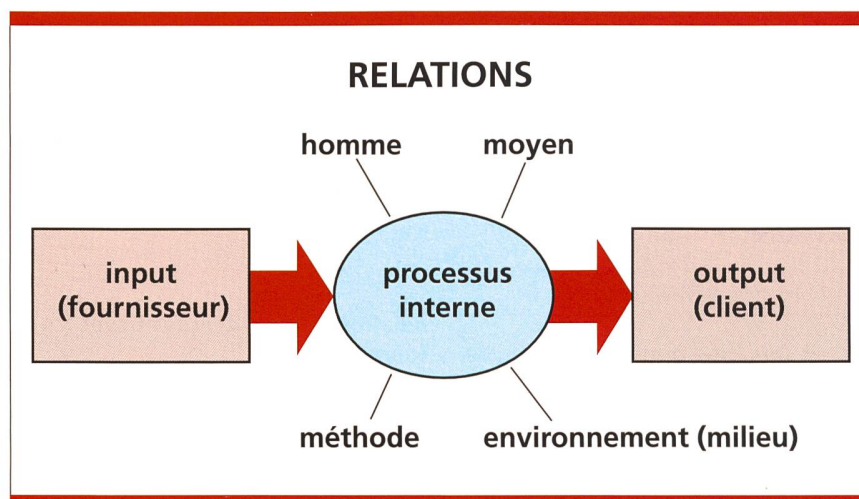 RELATIONS
homme
moyen
input
(fournisseur)
processus
interne
output
(client)
méthode
environnement (milieu)